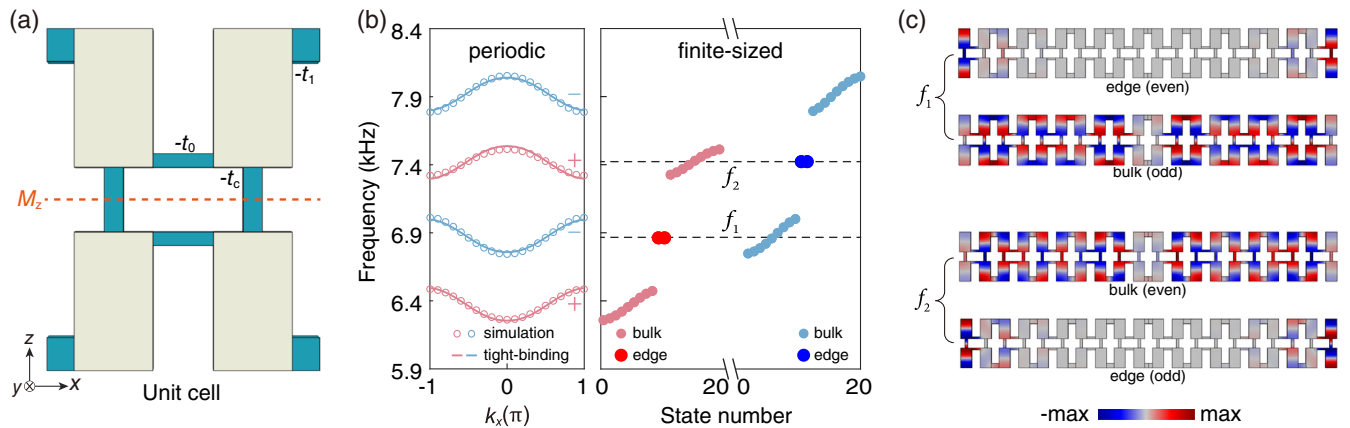 (a)
-t1
-t0
-tc
Mz
z
y
x
Unit cell
(b)
8.4
7.9
7.4
6.9
6.4
5.9
Frequency (kHz)
periodic
−
+
−
+
simulation
tight-binding
-1 0 1
kx(π)
finite-sized
f2
f1
bulk
edge
bulk
edge
0 20 0 20
State number
(c)
f1
edge (even)
bulk (odd)
f2
bulk (even)
edge (odd)
-max max